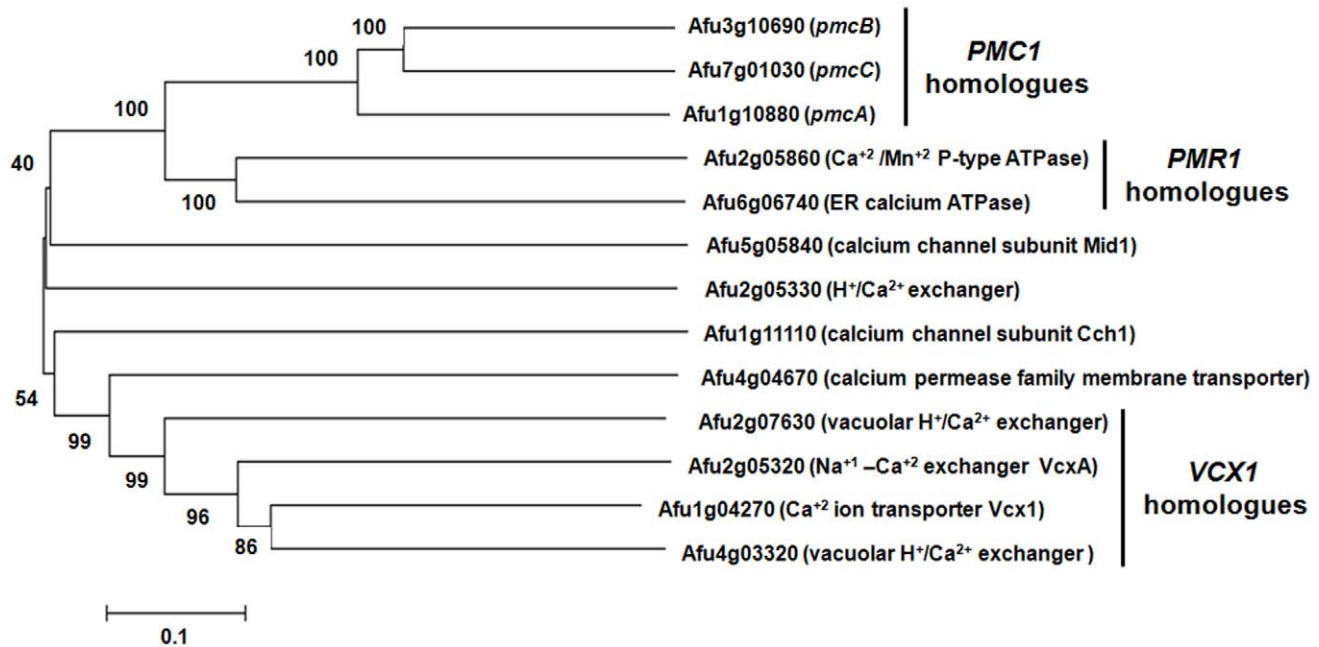 100
Afu3g10690 (pmcB)
100
Afu7g01030 (pmcC)
PMC1
homologues
100
Afu1g10880 (pmcA)
40
Afu2g05860 (Ca⁺² /Mn⁺² P-type ATPase)
100
Afu6g06740 (ER calcium ATPase)
PMR1
homologues
Afu5g05840 (calcium channel subunit Mid1)
Afu2g05330 (H⁺/Ca²⁺ exchanger)
Afu1g11110 (calcium channel subunit Cch1)
54
Afu4g04670 (calcium permease family membrane transporter)
99
Afu2g07630 (vacuolar H⁺/Ca²⁺ exchanger)
99
Afu2g05320 (Na⁺¹ –Ca⁺² exchanger VcxA)
96
Afu1g04270 (Ca⁺² ion transporter Vcx1)
86
Afu4g03320 (vacuolar H⁺/Ca²⁺ exchanger )
VCX1
homologues
0.1